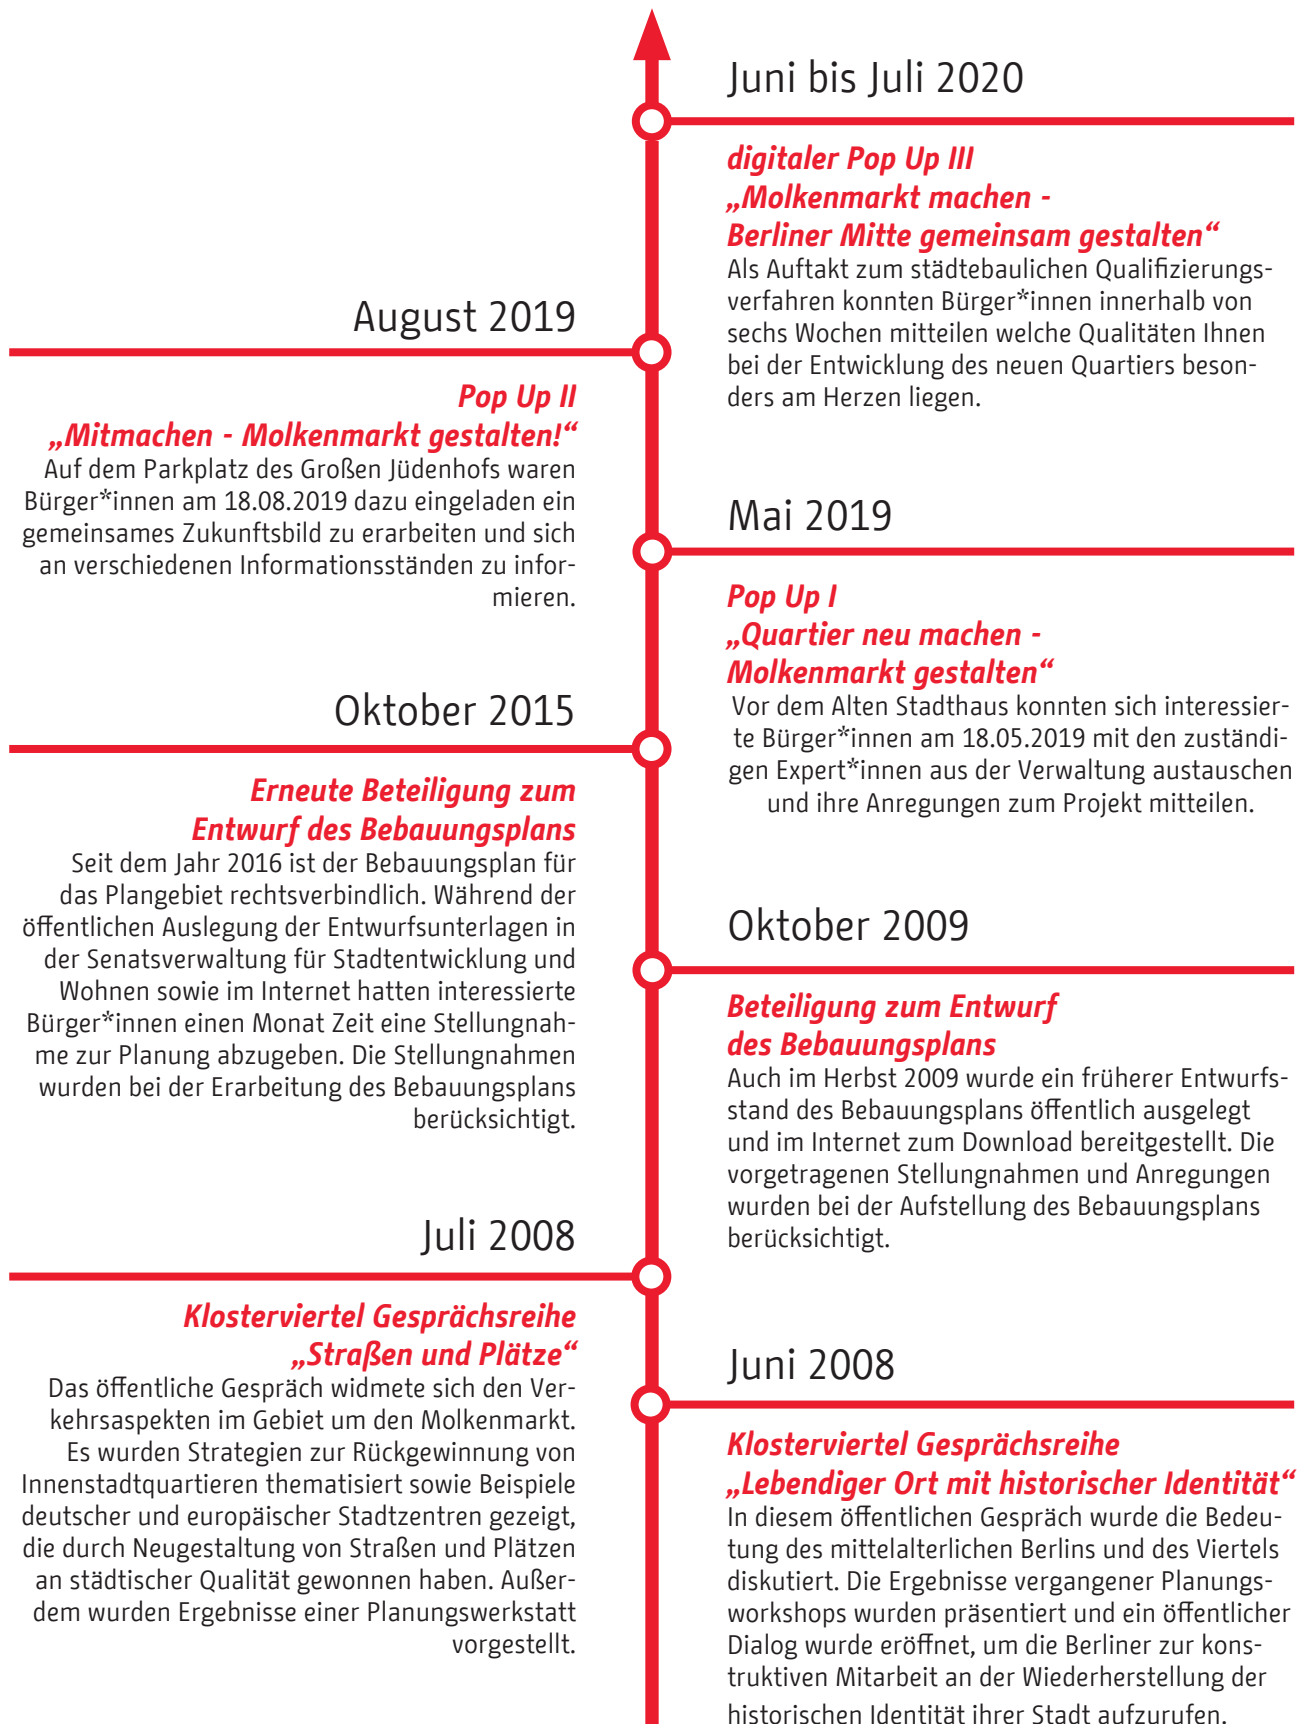 Juni bis Juli 2020
digitaler Pop Up III
„Molkenmarkt machen -
Berliner Mitte gemeinsam gestalten“
Als Auftakt zum städtebaulichen Qualifizierungs-
verfahren konnten Bürger*innen innerhalb von
sechs Wochen mitteilen welche Qualitäten Ihnen
bei der Entwicklung des neuen Quartiers beson-
ders am Herzen liegen.
August 2019
Pop Up II
„Mitmachen - Molkenmarkt gestalten!“
Auf dem Parkplatz des Großen Jüdenhofs waren
Bürger*innen am 18.08.2019 dazu eingeladen ein
gemeinsames Zukunftsbild zu erarbeiten und sich
an verschiedenen Informationsständen zu infor-
mieren.
Mai 2019
Pop Up I
„Quartier neu machen -
Molkenmarkt gestalten“
Vor dem Alten Stadthaus konnten sich interessier-
te Bürger*innen am 18.05.2019 mit den zuständi-
gen Expert*innen aus der Verwaltung austauschen
und ihre Anregungen zum Projekt mitteilen.
Oktober 2015
Erneute Beteiligung zum
Entwurf des Bebauungsplans
Seit dem Jahr 2016 ist der Bebauungsplan für
das Plangebiet rechtsverbindlich. Während der
öffentlichen Auslegung der Entwurfsunterlagen in
der Senatsverwaltung für Stadtentwicklung und
Wohnen sowie im Internet hatten interessierte
Bürger*innen einen Monat Zeit eine Stellungnah-
me zur Planung abzugeben. Die Stellungnahmen
wurden bei der Erarbeitung des Bebauungsplans
berücksichtigt.
Oktober 2009
Beteiligung zum Entwurf
des Bebauungsplans
Auch im Herbst 2009 wurde ein früherer Entwurfs-
stand des Bebauungsplans öffentlich ausgelegt
und im Internet zum Download bereitgestellt. Die
vorgetragenen Stellungnahmen und Anregungen
wurden bei der Aufstellung des Bebauungsplans
berücksichtigt.
Juli 2008
Klosterviertel Gesprächsreihe
„Straßen und Plätze“
Das öffentliche Gespräch widmete sich den Ver-
kehrsaspekten im Gebiet um den Molkenmarkt.
Es wurden Strategien zur Rückgewinnung von
Innenstadtquartieren thematisiert sowie Beispiele
deutscher und europäischer Stadtzentren gezeigt,
die durch Neugestaltung von Straßen und Plätzen
an städtischer Qualität gewonnen haben. Außer-
dem wurden Ergebnisse einer Planungswerkstatt
vorgestellt.
Juni 2008
Klosterviertel Gesprächsreihe
„Lebendiger Ort mit historischer Identität“
In diesem öffentlichen Gespräch wurde die Bedeu-
tung des mittelalterlichen Berlins und des Viertels
diskutiert. Die Ergebnisse vergangener Planungs-
workshops wurden präsentiert und ein öffentlicher
Dialog wurde eröffnet, um die Berliner zur kons-
truktiven Mitarbeit an der Wiederherstellung der
historischen Identität ihrer Stadt aufzurufen.